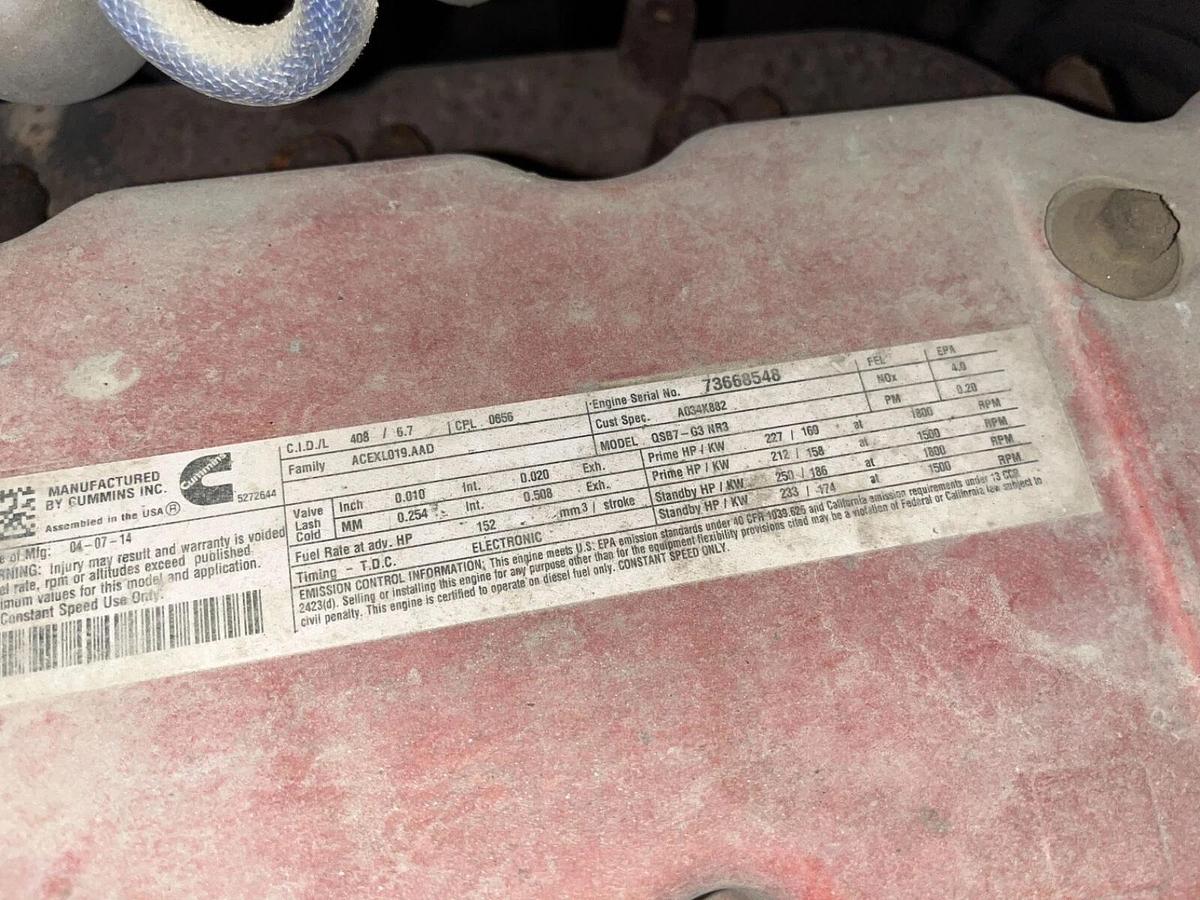 MANUFACTURED
BY CUMMINS INC.
Assembled in the USA ®
5272644
e of Mfg: 04-07-14
RNING: Injury may result and warranty is voided
el rate, rpm or altitudes exceed published
imum values for this model and application.
Constant Speed Use Only.
C.I.D./L 408 / 6.7 CPL 0656
Family ACEXL019.AAD
Valve Lash Cold
Inch 0.010 Int. 0.020 Exh.
MM 0.254 Int. 0.508 Exh.
Fuel Rate at adv. HP 152 mm3 / stroke
Timing - T.D.C. ELECTRONIC
Engine Serial No. 73668548
Cust Spec. A034K882
MODEL QSB7-G3 NR3
FEL EPA
NOx 4.0
PM 0.20
Prime HP / KW 227 / 169 at 1800 RPM
Prime HP / KW 212 / 158 at 1500 RPM
Standby HP / KW 250 / 186 at 1800 RPM
Standby HP / KW 233 / 174 at 1500 RPM
EMISSION CONTROL INFORMATION; This engine meets U.S. EPA emission standards under 40 CFR 1039.625 and California emission requirements under 13 CCR
2423(d). Selling or installing this engine for any purpose other than for the equipment flexibility provisions cited may be a violation of Federal or California law subject to
civil penalty. This engine is certified to operate on diesel fuel only. CONSTANT SPEED ONLY.